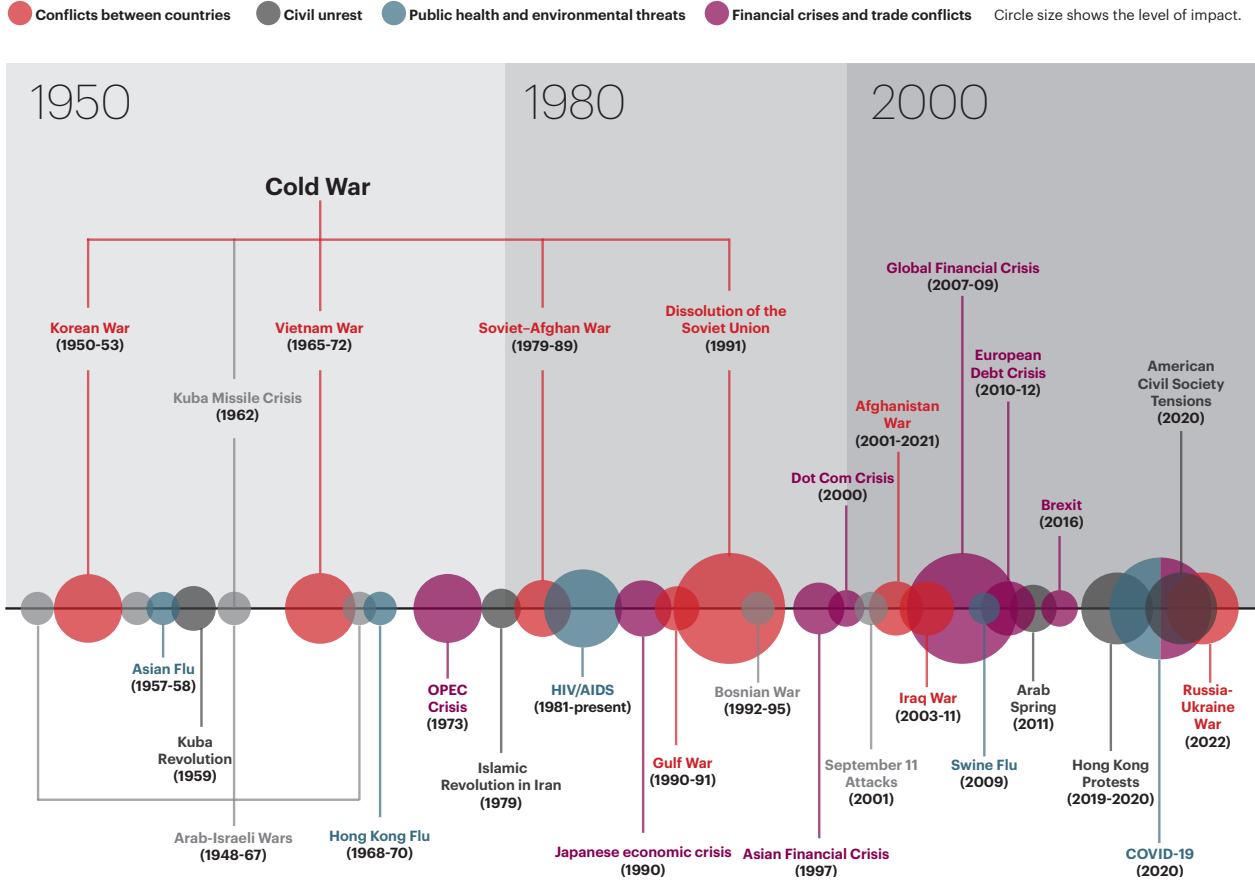 Conflicts between countries
Civil unrest
Public health and environmental threats
Financial crises and trade conflicts
Circle size shows the level of impact.
1950
1980
2000
Cold War
Korean War
(1950-53)
Kuba Missile Crisis
(1962)
Vietnam War
(1965-72)
Soviet–Afghan War
(1979-89)
Dissolution of the
Soviet Union
(1991)
Global Financial Crisis
(2007-09)
European
Debt Crisis
(2010-12)
American
Civil Society
Tensions
(2020)
Afghanistan
War
(2001-2021)
Dot Com Crisis
(2000)
Brexit
(2016)
Asian Flu
(1957-58)
Kuba
Revolution
(1959)
Arab-Israeli Wars
(1948-67)
Hong Kong Flu
(1968-70)
OPEC
Crisis
(1973)
Islamic
Revolution in Iran
(1979)
HIV/AIDS
(1981-present)
Japanese economic crisis
(1990)
Gulf War
(1990-91)
Bosnian War
(1992-95)
Asian Financial Crisis
(1997)
September 11
Attacks
(2001)
Iraq War
(2003-11)
Swine Flu
(2009)
Arab
Spring
(2011)
Hong Kong
Protests
(2019-2020)
COVID-19
(2020)
Russia-
Ukraine
War
(2022)